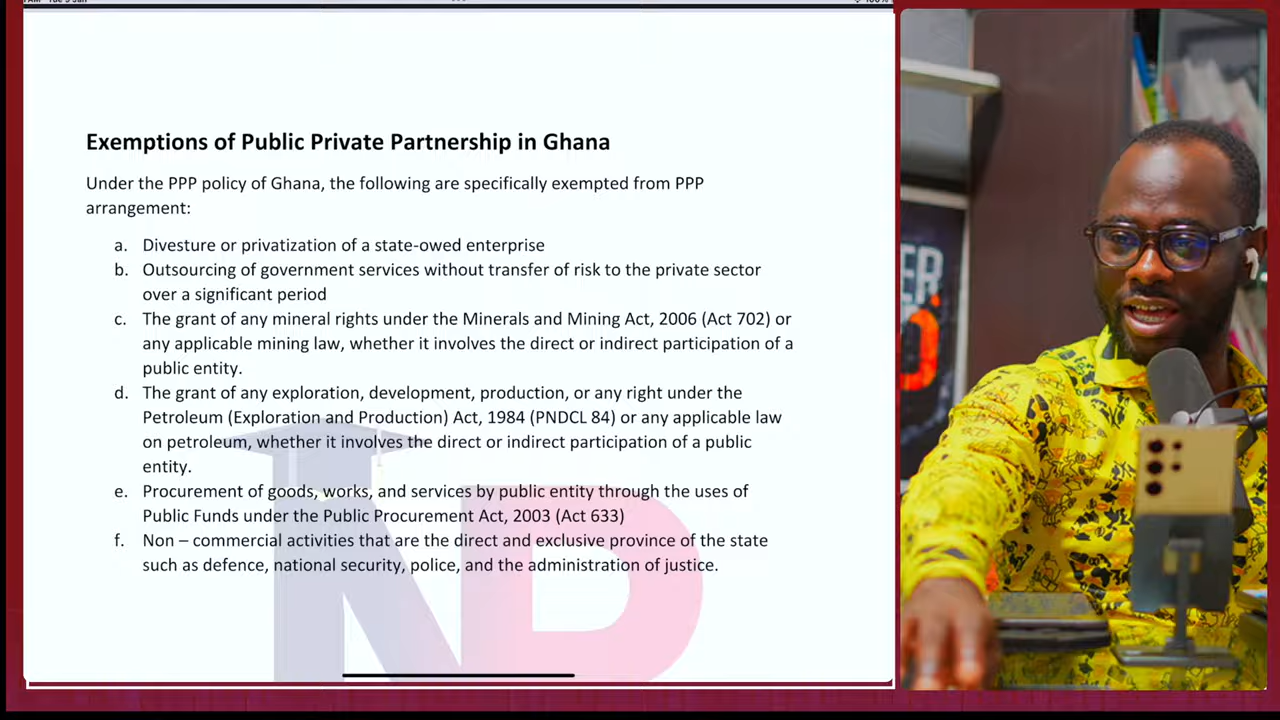 Exemptions of Public Private Partnership in Ghana
Under the PPP policy of Ghana, the following are specifically exempted from PPP
arrangement:
a. Divesture or privatization of a state-owed enterprise
b. Outsourcing of government services without transfer of risk to the private sector
over a significant period
c. The grant of any mineral rights under the Minerals and Mining Act, 2006 (Act 702) or
any applicable mining law, whether it involves the direct or indirect participation of a
public entity.
d. The grant of any exploration, development, production, or any right under the
Petroleum (Exploration and Production) Act, 1984 (PNDCL 84) or any applicable law
on petroleum, whether it involves the direct or indirect participation of a public
entity.
e. Procurement of goods, works, and services by public entity through the uses of
Public Funds under the Public Procurement Act, 2003 (Act 633)
f. Non – commercial activities that are the direct and exclusive province of the state
such as defence, national security, police, and the administration of justice.